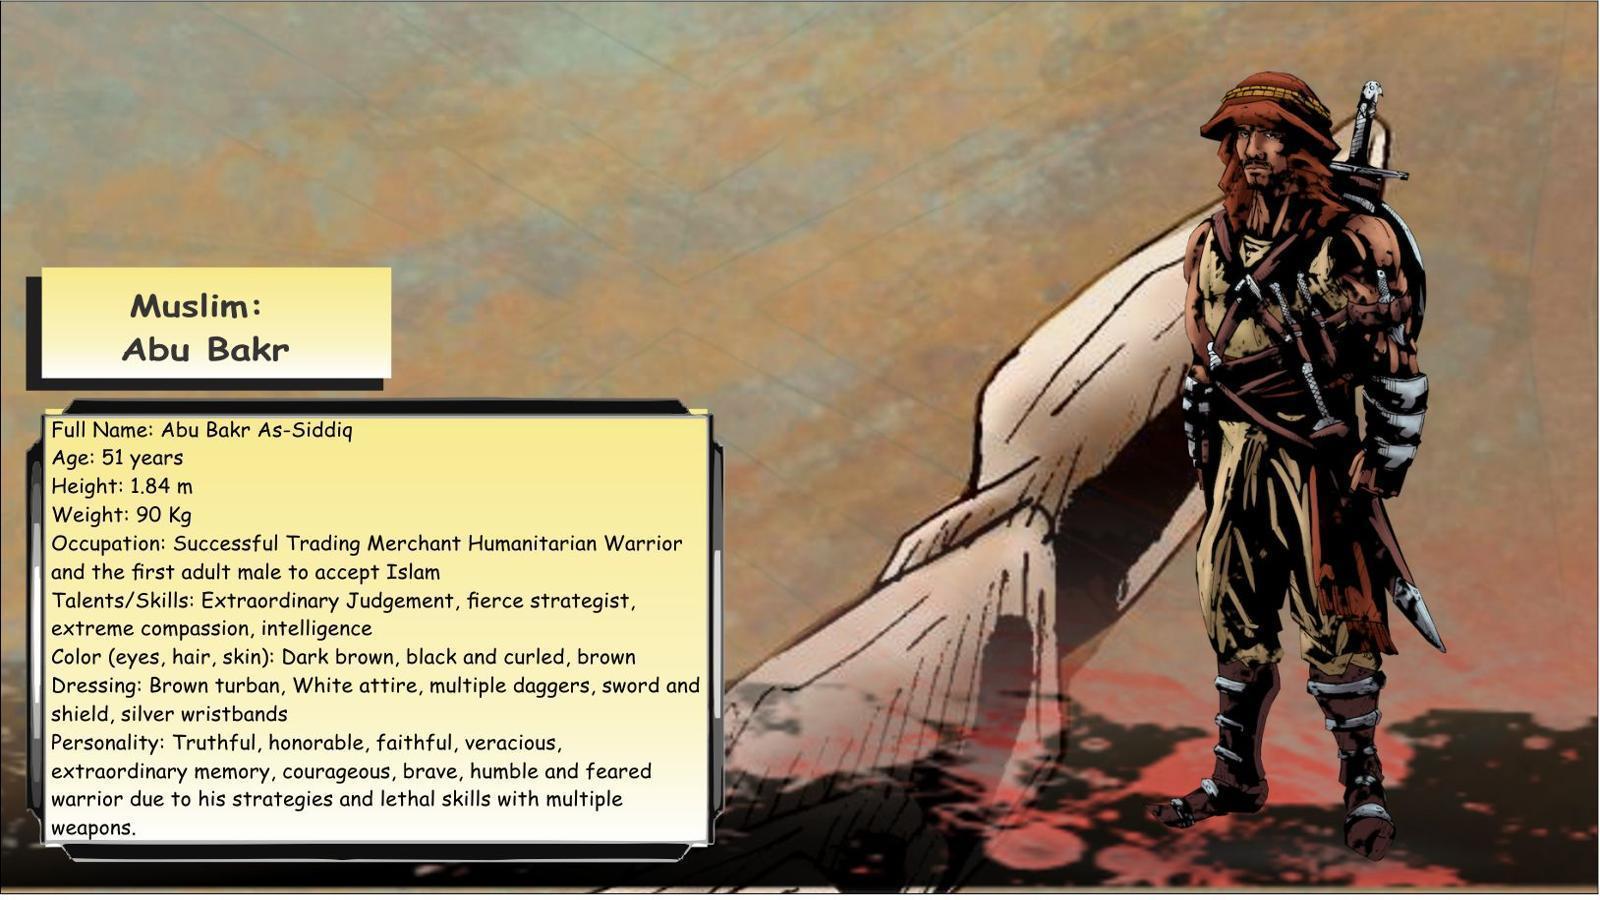 Muslim:
Abu Bakr
Full Name: Abu Bakr As-Siddiq
Age: 51 years
Height: 1.84 m
Weight: 90 Kg
Occupation: Successful Trading Merchant Humanitarian Warrior
and the first adult male to accept Islam
Talents/Skills: Extraordinary Judgement, fierce strategist,
extreme compassion, intelligence
Color (eyes, hair, skin): Dark brown, black and curled, brown
Dressing: Brown turban, White attire, multiple daggers, sword and
shield, silver wristbands
Personality: Truthful, honorable, faithful, veracious,
extraordinary memory, courageous, brave, humble and feared
warrior due to his strategies and lethal skills with multiple
weapons.